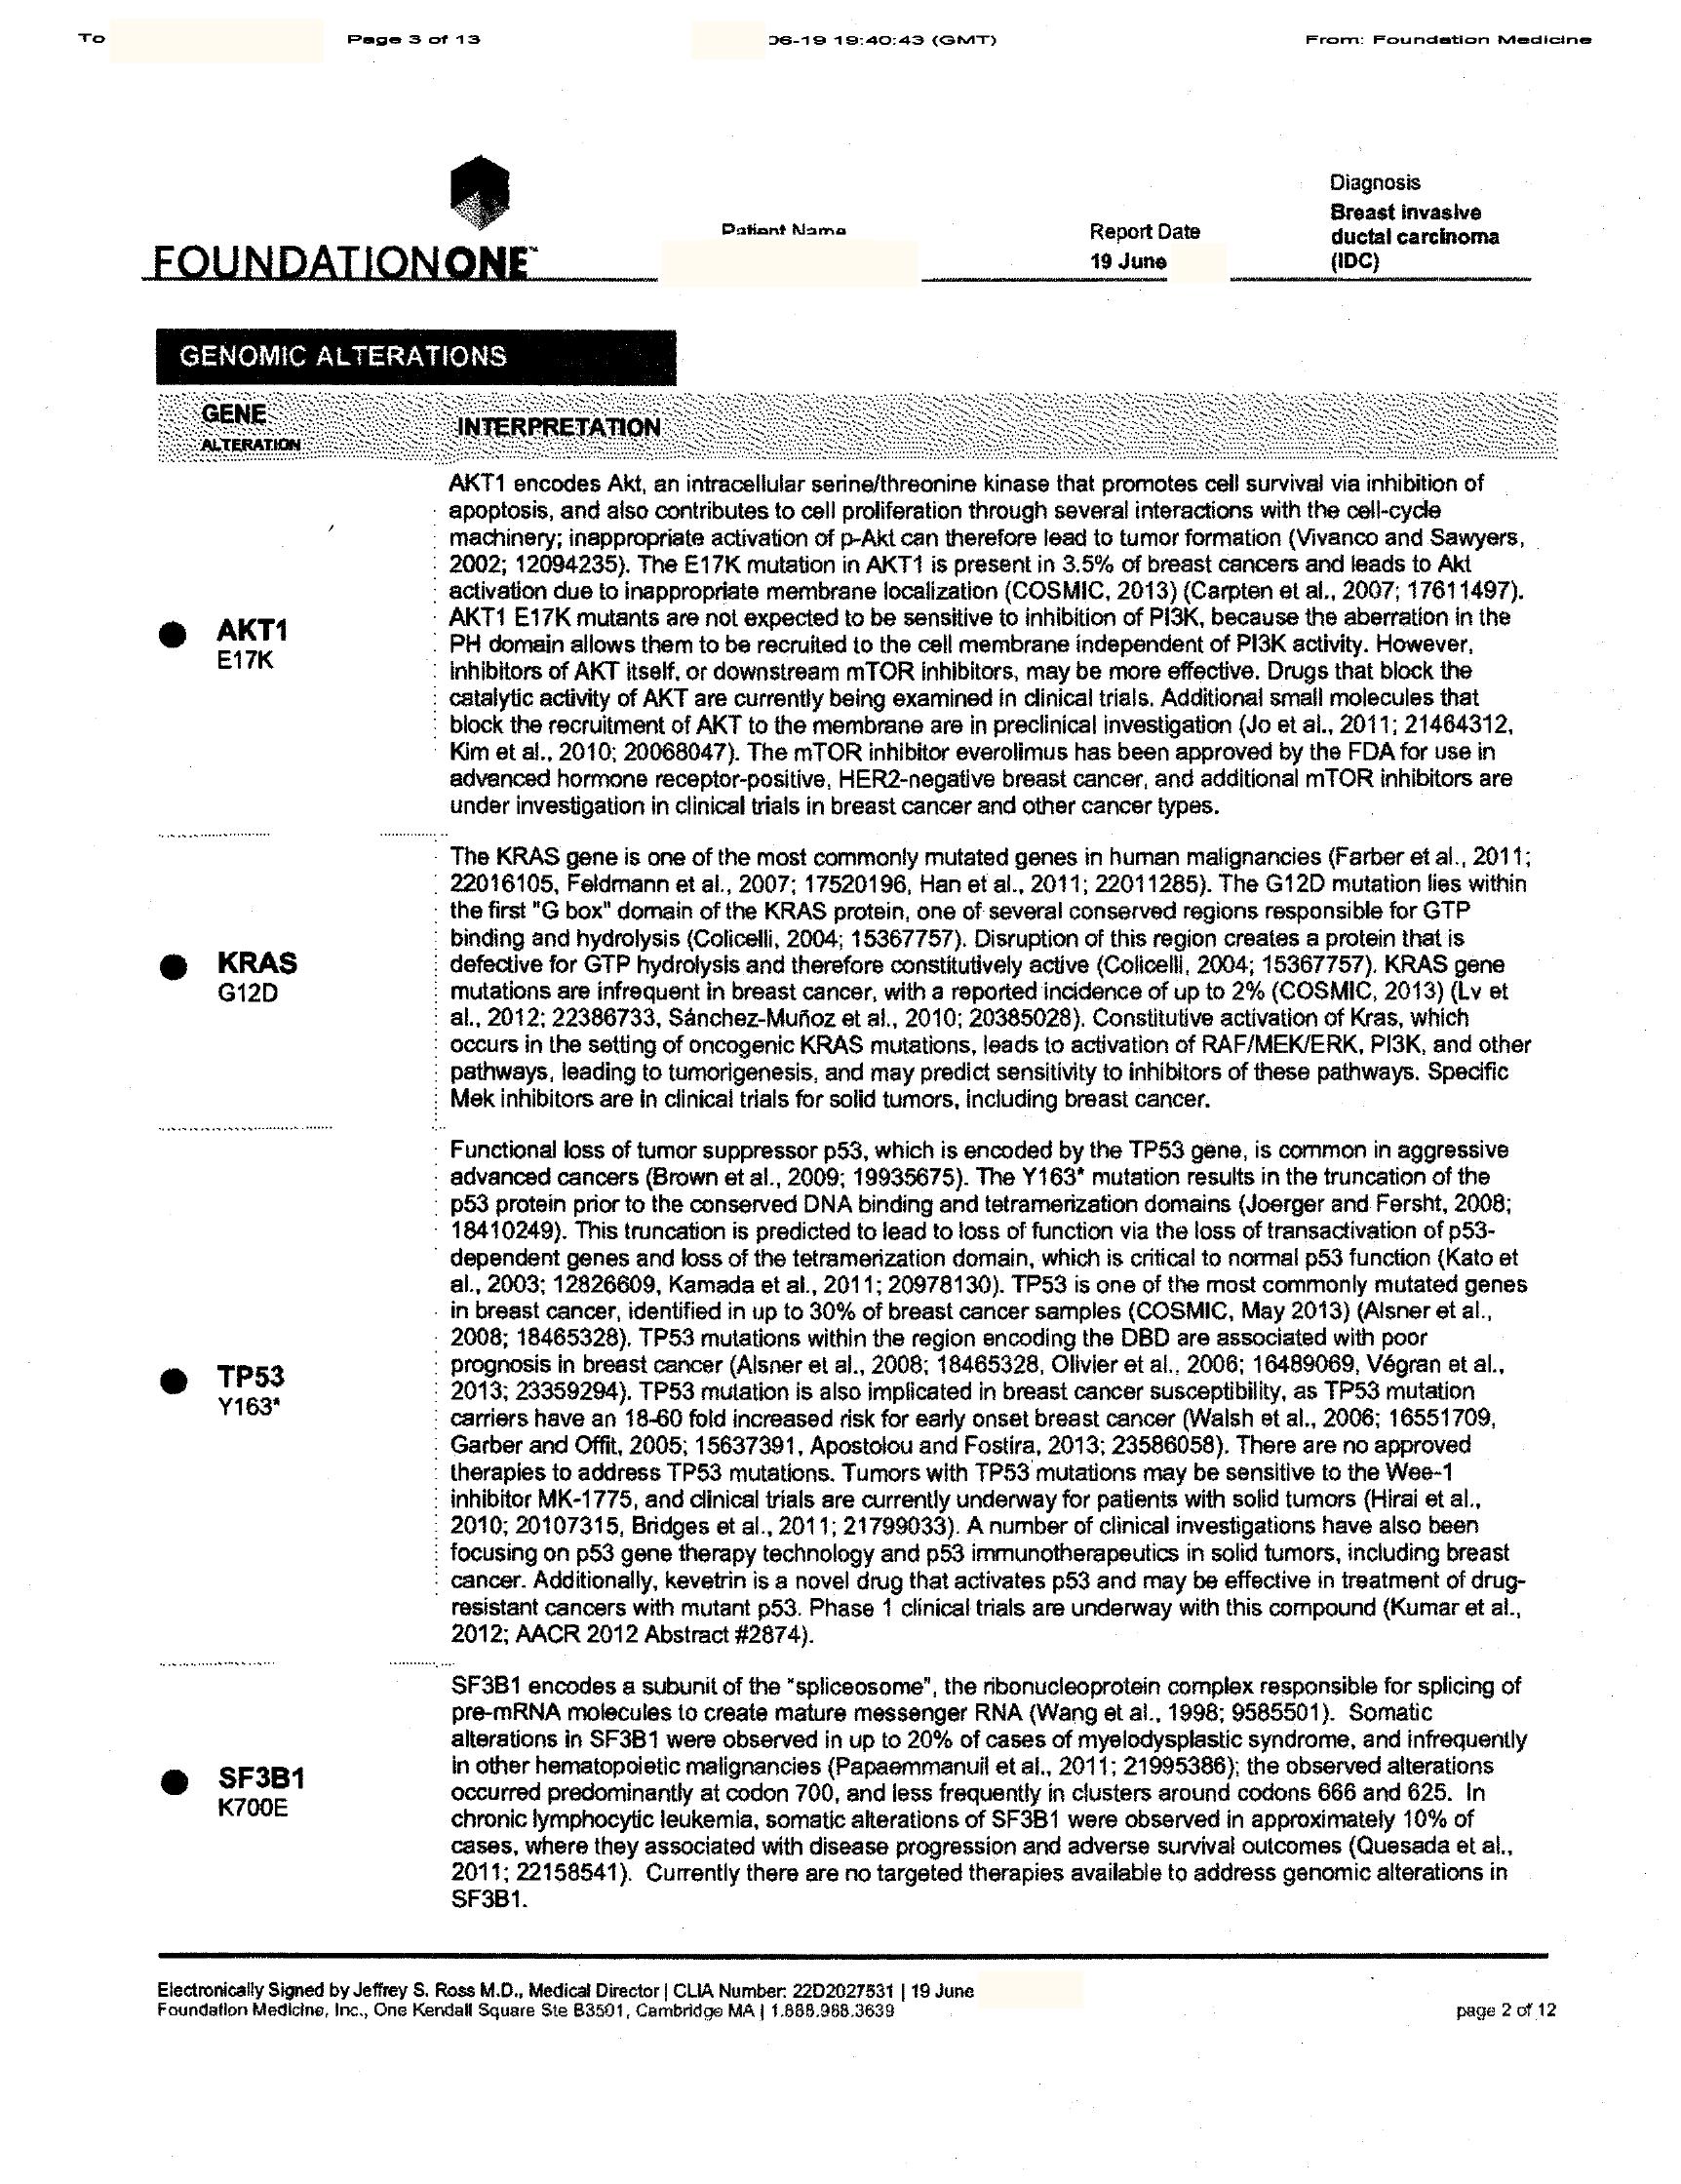 To
Page 3 of 13
06-19 19:40:43 (GMT)
From: Foundation Medicine
FOUNDATIONONE™
Patient Name
Report Date
19 June
Diagnosis
Breast invasive
ductal carcinoma
(IDC)
GENOMIC ALTERATIONS
GENE
ALTERATION
INTERPRETATION
AKT1
E17K
AKT1 encodes Akt, an intracellular serine/threonine kinase that promotes cell survival via inhibition of
apoptosis, and also contributes to cell proliferation through several interactions with the cell-cycle
machinery; inappropriate activation of p-Akt can therefore lead to tumor formation (Vivanco and Sawyers,
2002; 12094235). The E17K mutation in AKT1 is present in 3.5% of breast cancers and leads to Akt
activation due to inappropriate membrane localization (COSMIC, 2013) (Carpten et al., 2007; 17611497).
AKT1 E17K mutants are not expected to be sensitive to inhibition of PI3K, because the aberration in the
PH domain allows them to be recruited to the cell membrane independent of PI3K activity. However,
inhibitors of AKT itself, or downstream mTOR inhibitors, may be more effective. Drugs that block the
catalytic activity of AKT are currently being examined in clinical trials. Additional small molecules that
block the recruitment of AKT to the membrane are in preclinical investigation (Jo et al., 2011; 21464312,
Kim et al., 2010; 20068047). The mTOR inhibitor everolimus has been approved by the FDA for use in
advanced hormone receptor-positive, HER2-negative breast cancer, and additional mTOR inhibitors are
under investigation in clinical trials in breast cancer and other cancer types.
KRAS
G12D
The KRAS gene is one of the most commonly mutated genes in human malignancies (Farber et al., 2011;
22016105, Feldmann et al., 2007; 17520196, Han et al., 2011; 22011285). The G12D mutation lies within
the first "G box" domain of the KRAS protein, one of several conserved regions responsible for GTP
binding and hydrolysis (Colicelli, 2004; 15367757). Disruption of this region creates a protein that is
defective for GTP hydrolysis and therefore constitutively active (Colicelli, 2004; 15367757). KRAS gene
mutations are infrequent in breast cancer, with a reported incidence of up to 2% (COSMIC, 2013) (Lv et
al., 2012; 22386733, Sánchez-Muñoz et al., 2010; 20385028). Constitutive activation of Kras, which
occurs in the setting of oncogenic KRAS mutations, leads to activation of RAF/MEK/ERK, PI3K, and other
pathways, leading to tumorigenesis, and may predict sensitivity to inhibitors of these pathways. Specific
Mek inhibitors are in clinical trials for solid tumors, including breast cancer.
TP53
Y163*
Functional loss of tumor suppressor p53, which is encoded by the TP53 gene, is common in aggressive
advanced cancers (Brown et al., 2009; 19935675). The Y163* mutation results in the truncation of the
p53 protein prior to the conserved DNA binding and tetramerization domains (Joerger and Fersht, 2008;
18410249). This truncation is predicted to lead to loss of function via the loss of transactivation of p53-
dependent genes and loss of the tetramerization domain, which is critical to normal p53 function (Kato et
al., 2003; 12826609, Kamada et al., 2011; 20978130). TP53 is one of the most commonly mutated genes
in breast cancer, identified in up to 30% of breast cancer samples (COSMIC, May 2013) (Alsner et al.,
2008; 18465328). TP53 mutations within the region encoding the DBD are associated with poor
prognosis in breast cancer (Alsner et al., 2008; 18465328, Olivier et al., 2006; 16489069, Végran et al.,
2013; 23359294). TP53 mutation is also implicated in breast cancer susceptibility, as TP53 mutation
carriers have an 18-60 fold increased risk for early onset breast cancer (Walsh et al., 2006; 16551709,
Garber and Offit, 2005; 15637391, Apostolou and Fostira, 2013; 23586058). There are no approved
therapies to address TP53 mutations. Tumors with TP53 mutations may be sensitive to the Wee-1
inhibitor MK-1775, and clinical trials are currently underway for patients with solid tumors (Hirai et al.,
2010; 20107315, Bridges et al., 2011; 21799033). A number of clinical investigations have also been
focusing on p53 gene therapy technology and p53 immunotherapeutics in solid tumors, including breast
cancer. Additionally, kevetrin is a novel drug that activates p53 and may be effective in treatment of drug-
resistant cancers with mutant p53. Phase 1 clinical trials are underway with this compound (Kumar et al.,
2012; AACR 2012 Abstract #2874).
SF3B1
K700E
SF3B1 encodes a subunit of the "spliceosome", the ribonucleoprotein complex responsible for splicing of
pre-mRNA molecules to create mature messenger RNA (Wang et al., 1998; 9585501). Somatic
alterations in SF3B1 were observed in up to 20% of cases of myelodysplastic syndrome, and infrequently
in other hematopoietic malignancies (Papaemmanuil et al., 2011; 21995386); the observed alterations
occurred predominantly at codon 700, and less frequently in clusters around codons 666 and 625. In
chronic lymphocytic leukemia, somatic alterations of SF3B1 were observed in approximately 10% of
cases, where they associated with disease progression and adverse survival outcomes (Quesada et al.,
2011; 22158541). Currently there are no targeted therapies available to address genomic alterations in
SF3B1.
Electronically Signed by Jeffrey S. Ross M.D., Medical Director | CLIA Number: 22D2027531 | 19 June
Foundation Medicine, Inc., One Kendall Square Ste B3501, Cambridge MA | 1.888.988.3639
page 2 of 12